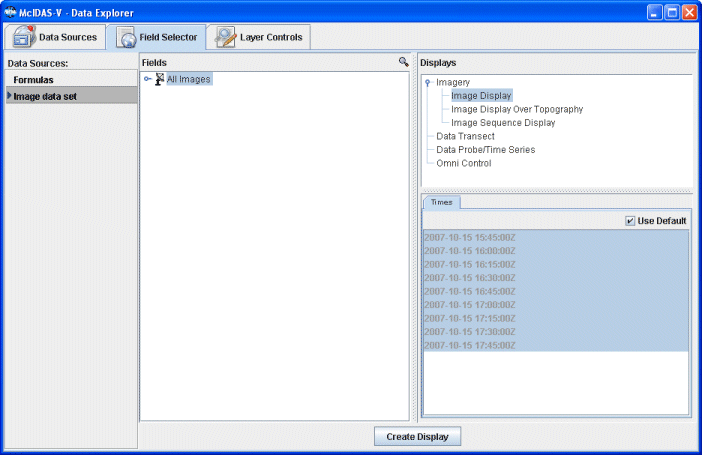 McIDAS-V - Data Explorer
Data Sources
Field Selector
Layer Controls
Data Sources:
Formulas
Image data set
Fields
All Images
Displays
Imagery
Image Display
Image Display Over Topography
Image Sequence Display
Data Transect
Data Probe/Time Series
Omni Control
Times
Use Default
2007-10-15 15:45:00Z
2007-10-15 16:00:00Z
2007-10-15 16:15:00Z
2007-10-15 16:30:00Z
2007-10-15 16:45:00Z
2007-10-15 17:00:00Z
2007-10-15 17:15:00Z
2007-10-15 17:30:00Z
2007-10-15 17:45:00Z
Create Display